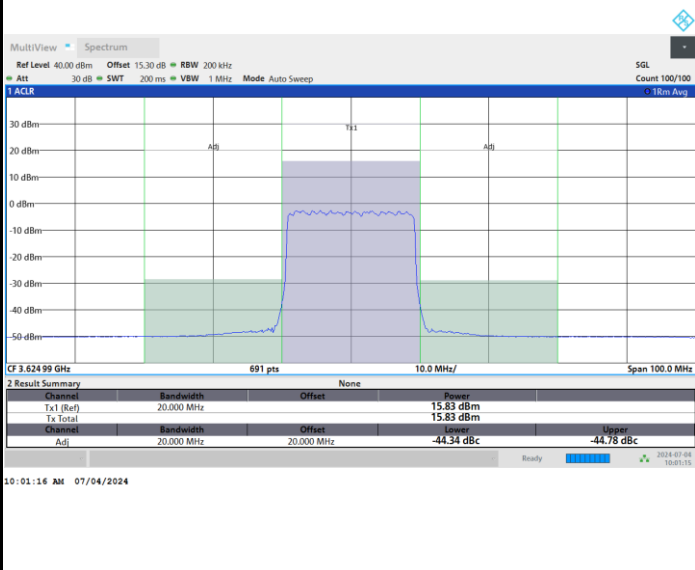 MultiView Spectrum
Ref Level 40.00 dBm Offset 15.30 dB RBW 200 kHz SGL
Att 30 dB SWT 200 ms VBW 1 MHz Mode Auto Sweep Count 100/100
1 ACLR 1Rm Avg
30 dBm
Tx1
20 dBm Adj Adj
10 dBm
0 dBm
-10 dBm
-20 dBm
-30 dBm
-40 dBm
-50 dBm
CF 3.624 99 GHz 691 pts 10.0 MHz/ Span 100.0 MHz
2 Result Summary None
Channel Bandwidth Offset Power
Tx1 (Ref) 20.000 MHz 15.83 dBm
Tx Total 15.83 dBm
Channel Bandwidth Offset Lower Upper
Adj 20.000 MHz 20.000 MHz -44.34 dBc -44.78 dBc
Ready 2024-07-04
10:01:15
10:01:16 AM 07/04/2024